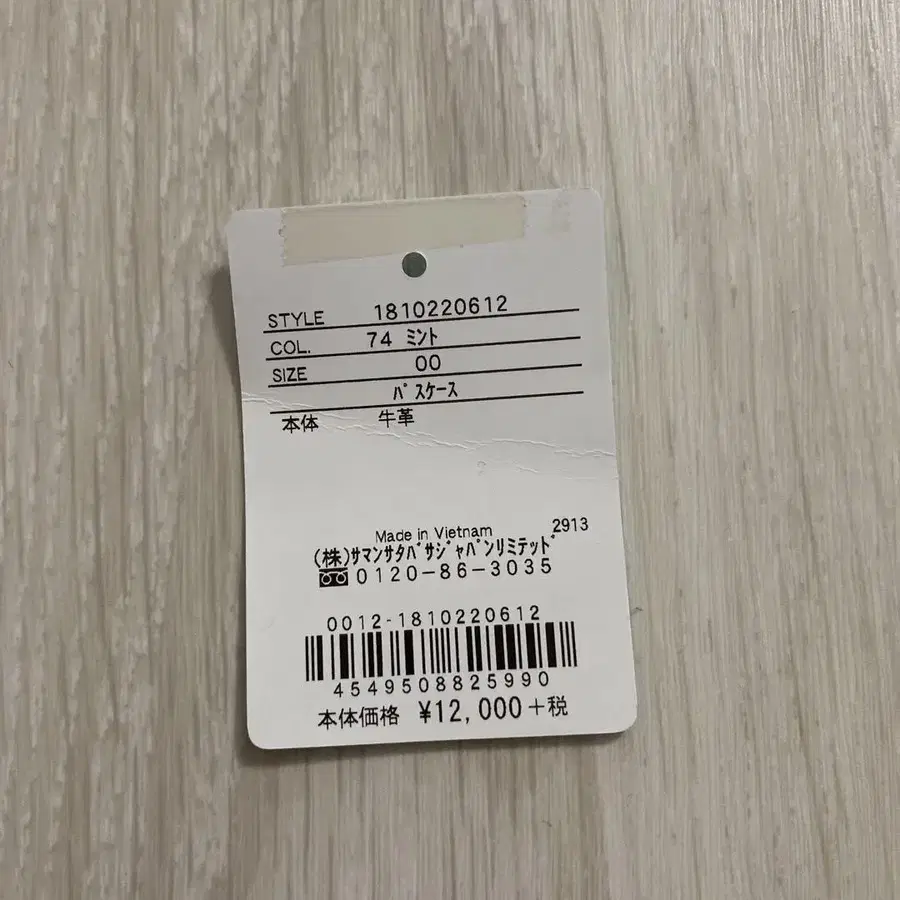 STYLE 1810220612
COL. 74 ﾐﾝﾄ
SIZE 00
ﾊﾟｽｹｰｽ
本体 牛革
Made in Vietnam 2913
(株)ｻﾏﾝｻﾀﾊﾞｻｼﾞｬﾊﾟﾝﾘﾐﾃｯﾄﾞ
0120-86-3035
0012-1810220612
4549508825990
本体価格 ¥12,000+税